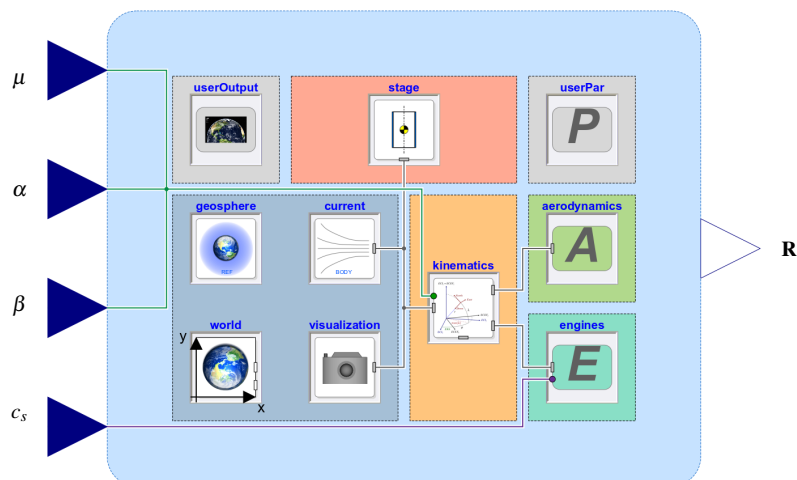 μ
userOutput
stage
userPar
P
α
geosphere
current
aerodynamics
REF
BODY
A
kinematics
R
β
world
visualization
engines
y
x
E
c_s